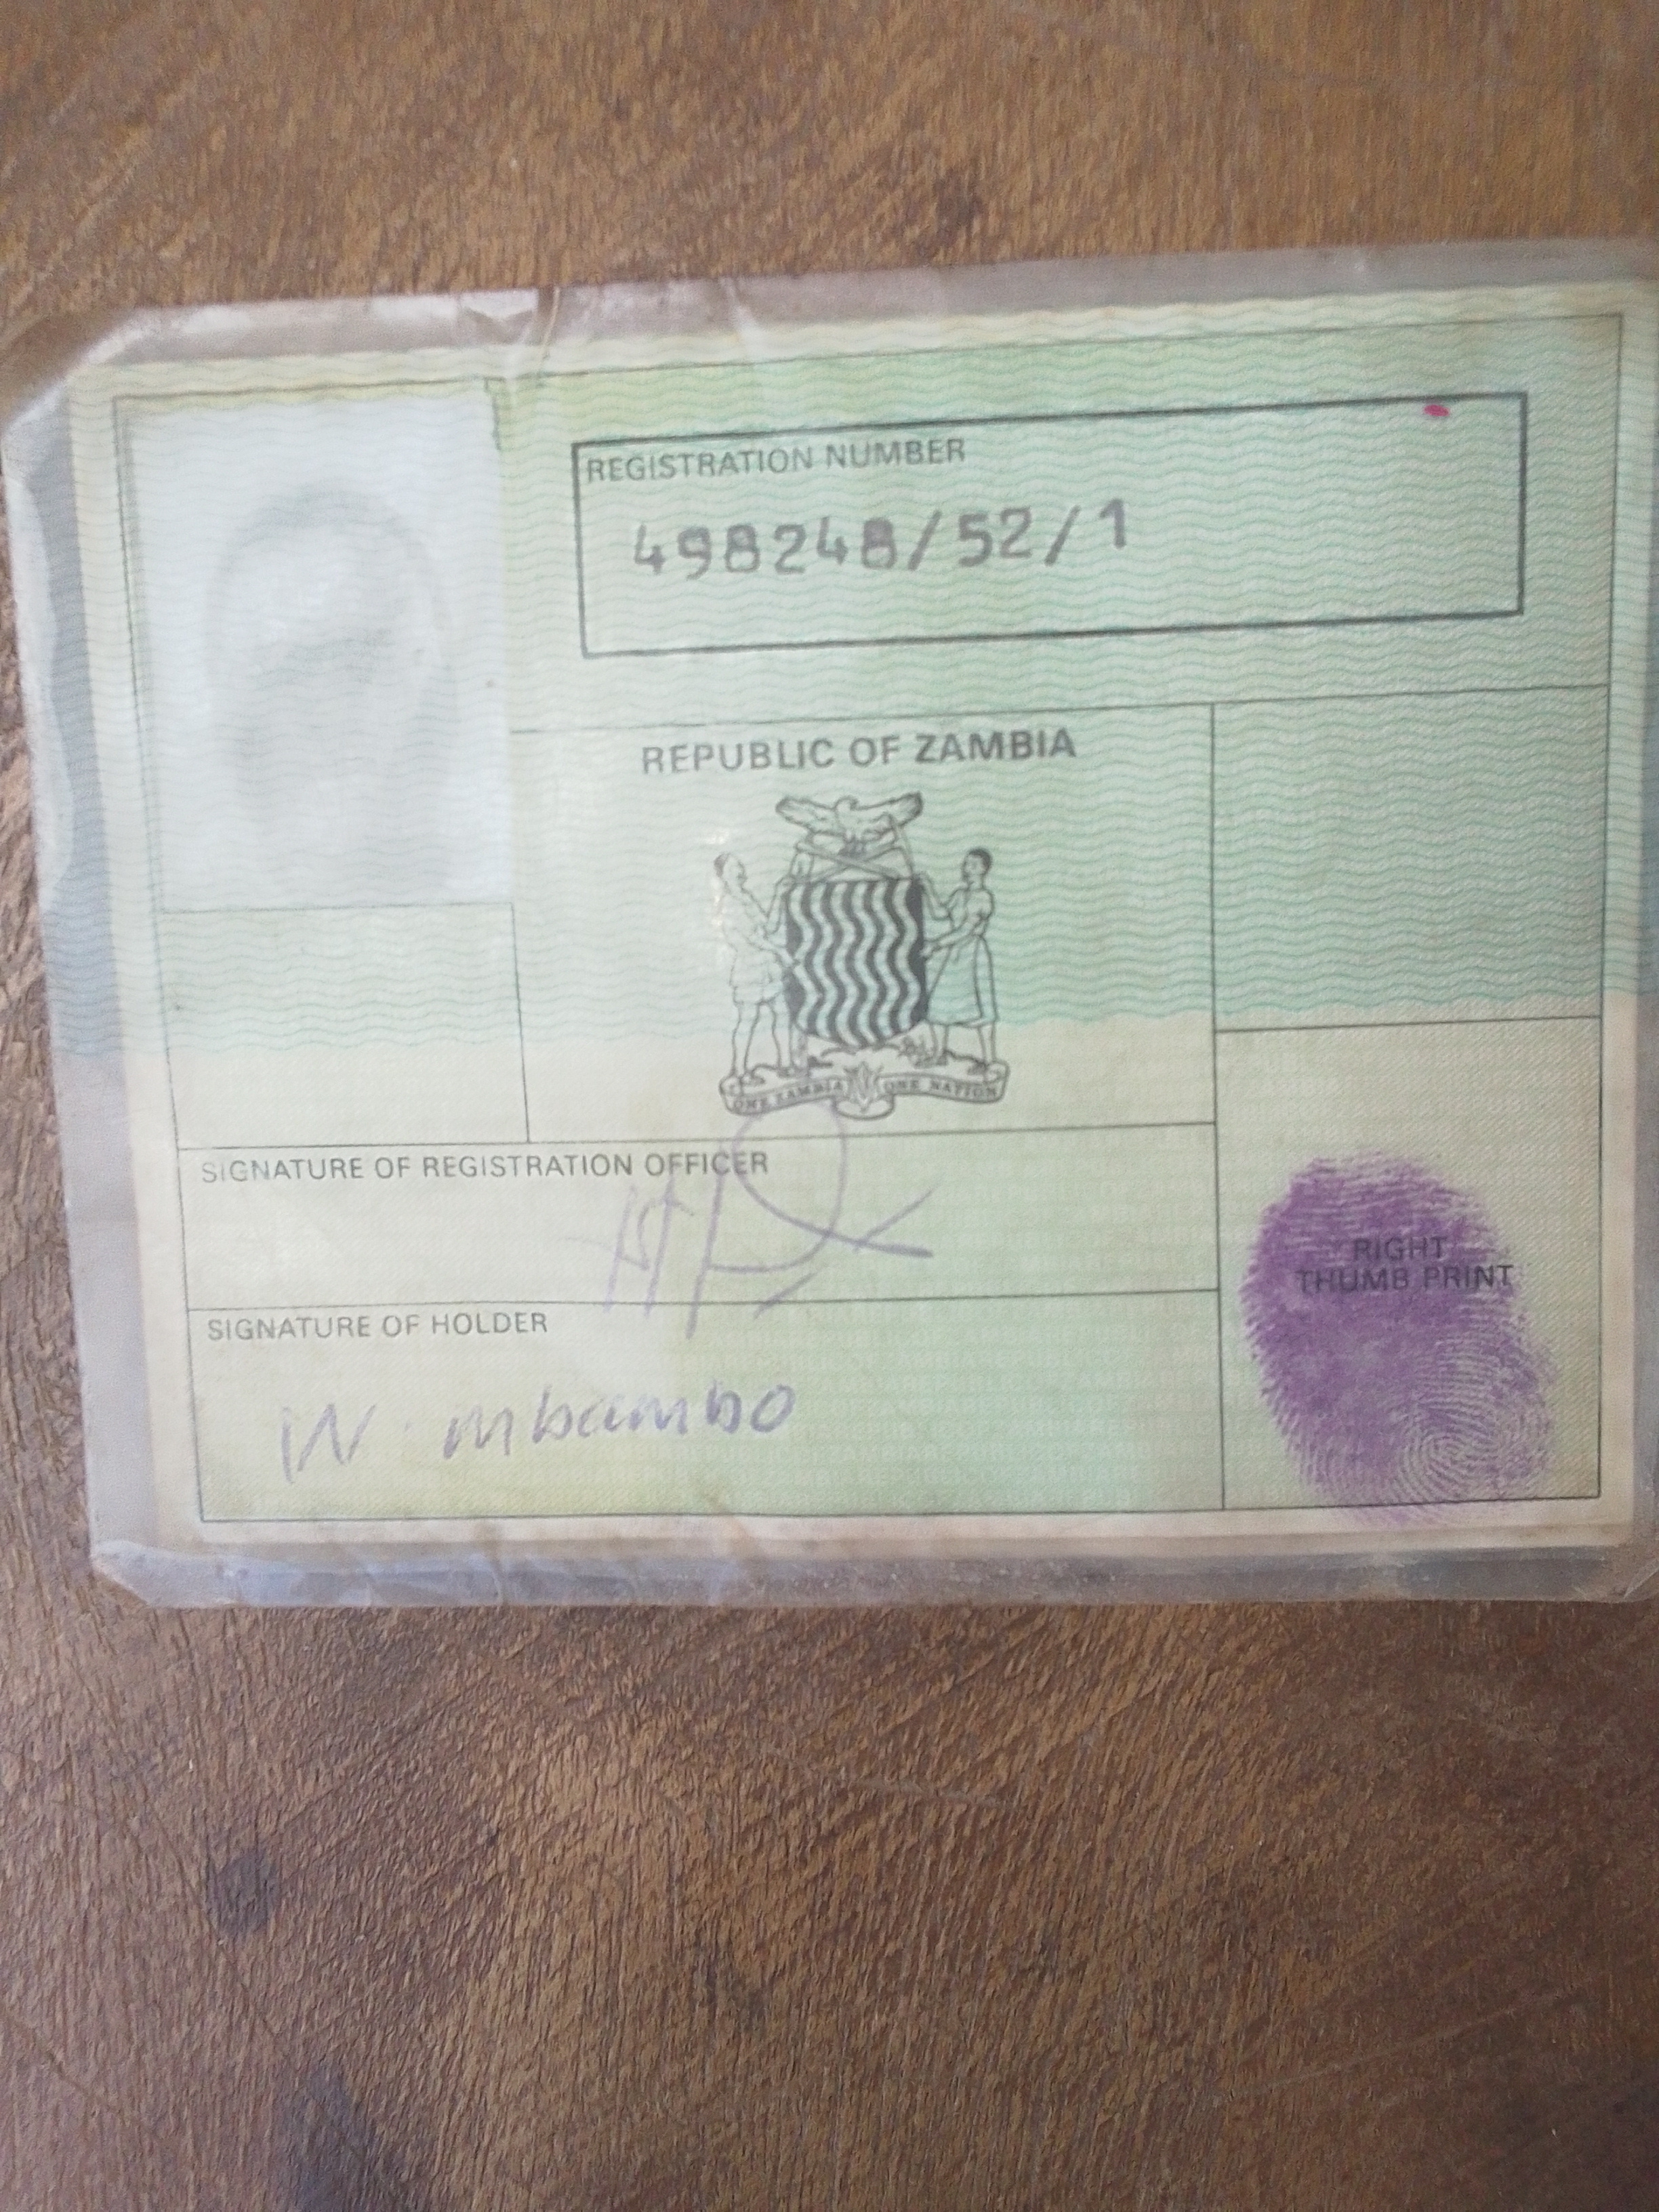 REGISTRATION NUMBER
498248/52/1
REPUBLIC OF ZAMBIA
ONE ZAMBIA ONE NATION
SIGNATURE OF REGISTRATION OFFICER
SIGNATURE OF HOLDER
W. mbambo
RIGHT
THUMB PRINT